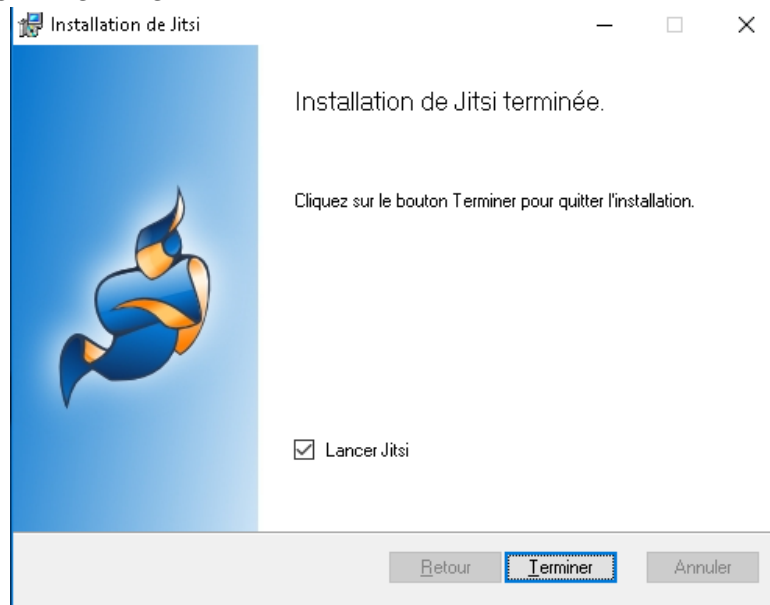 Installation de Jitsi
Installation de Jitsi terminée.
Cliquez sur le bouton Terminer pour quitter l'installation.
Lancer Jitsi
Retour
Terminer
Annuler